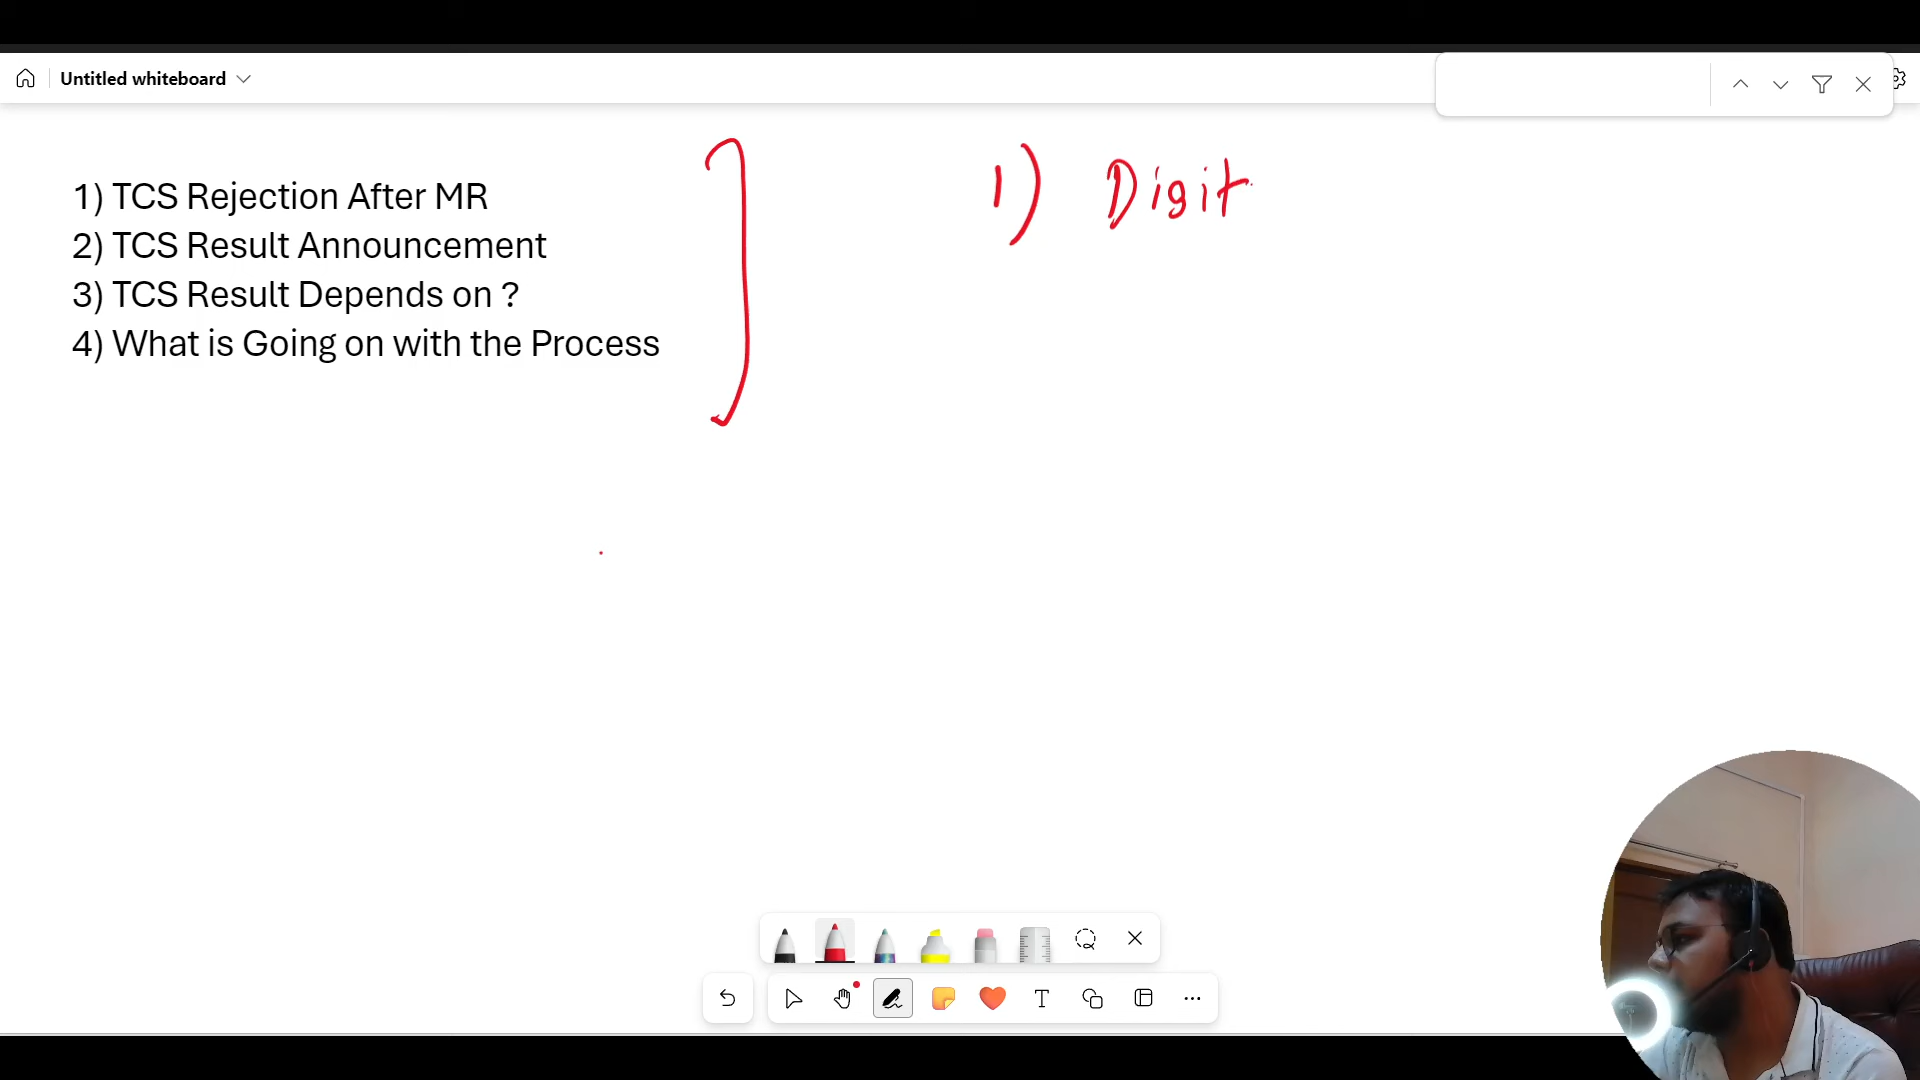 Untitled whiteboard
1) TCS Rejection After MR
2) TCS Result Announcement
3) TCS Result Depends on ?
4) What is Going on with the Process
1) Digit